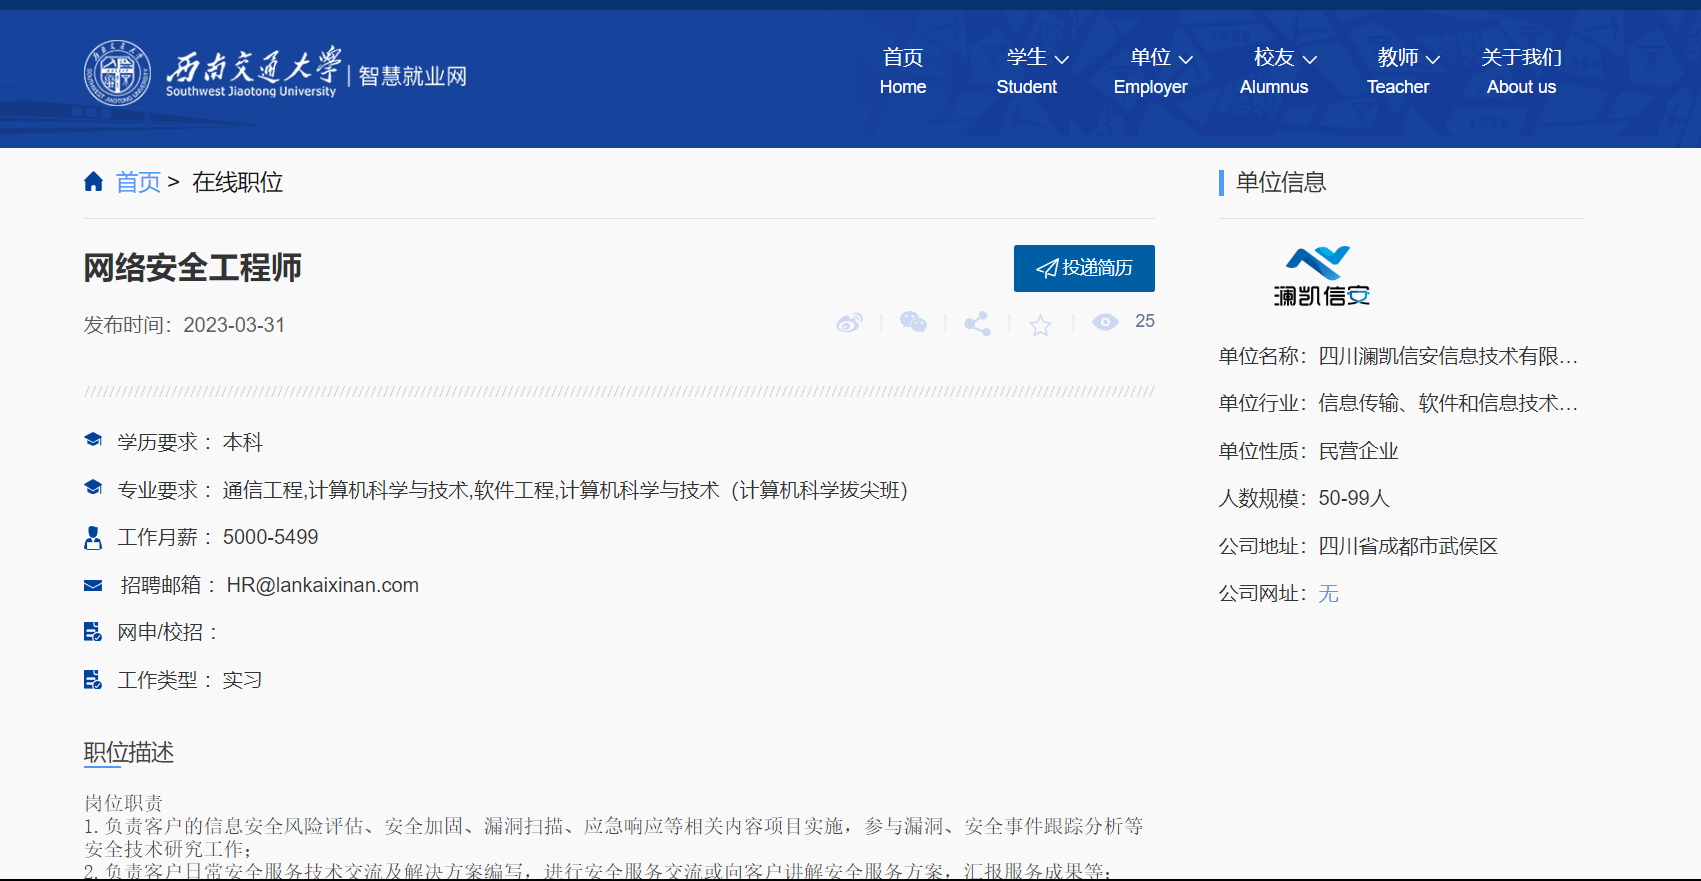 西南交通大学 | 智慧就业网
Southwest Jiaotong University
首页 学生 单位 校友 教师 关于我们
Home Student Employer Alumnus Teacher About us
首页 > 在线职位
网络安全工程师
投递简历
发布时间：2023-03-31
25
学历要求 : 本科
专业要求 : 通信工程,计算机科学与技术,软件工程,计算机科学与技术（计算机科学拔尖班）
工作月薪 : 5000-5499
招聘邮箱 : HR@lankaixinan.com
网申/校招 :
工作类型 : 实习
职位描述
岗位职责
1. 负责客户的信息安全风险评估、安全加固、漏洞扫描、应急响应等相关内容项目实施，参与漏洞、安全事件跟踪分析等
安全技术研究工作；
2. 负责客户日常安全服务技术交流及解决方案编写，进行安全服务交流或向客户讲解安全服务方案，汇报服务成果等；
单位信息
澜凯信安
单位名称：四川澜凯信安信息技术有限...
单位行业：信息传输、软件和信息技术...
单位性质：民营企业
人数规模：50-99人
公司地址：四川省成都市武侯区
公司网址：无